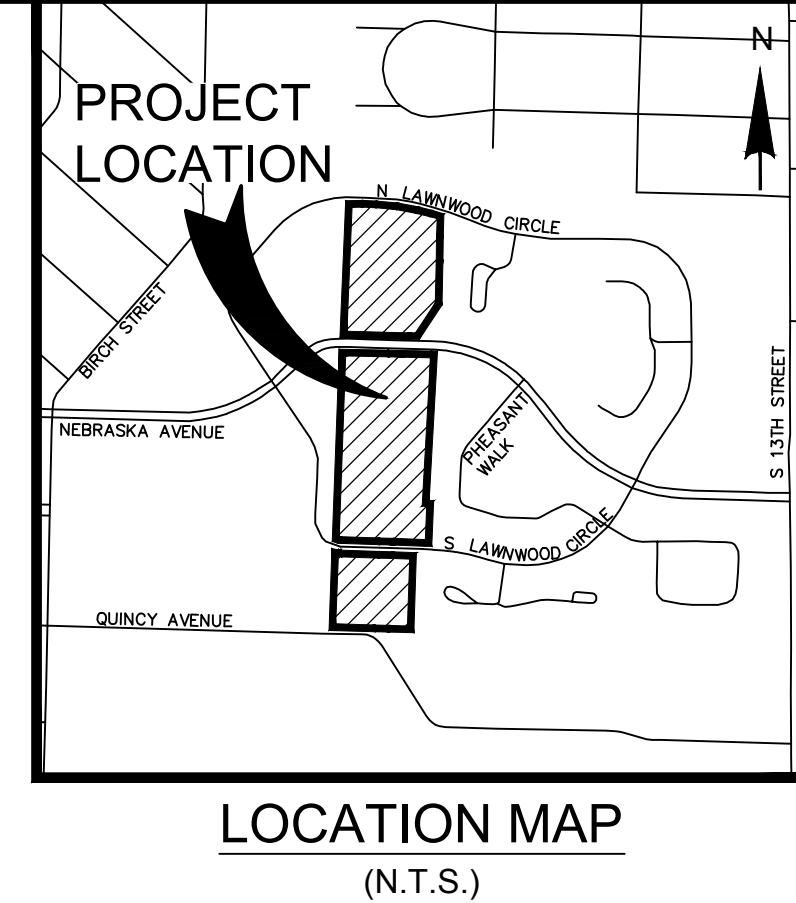 N
PROJECT
LOCATION
N LAWNWOOD CIRCLE
BIRCH STREET
NEBRASKA AVENUE
PHEASANT
WALK
S 13TH STREET
S LAWNWOOD CIRCLE
QUINCY AVENUE
LOCATION MAP
(N.T.S.)